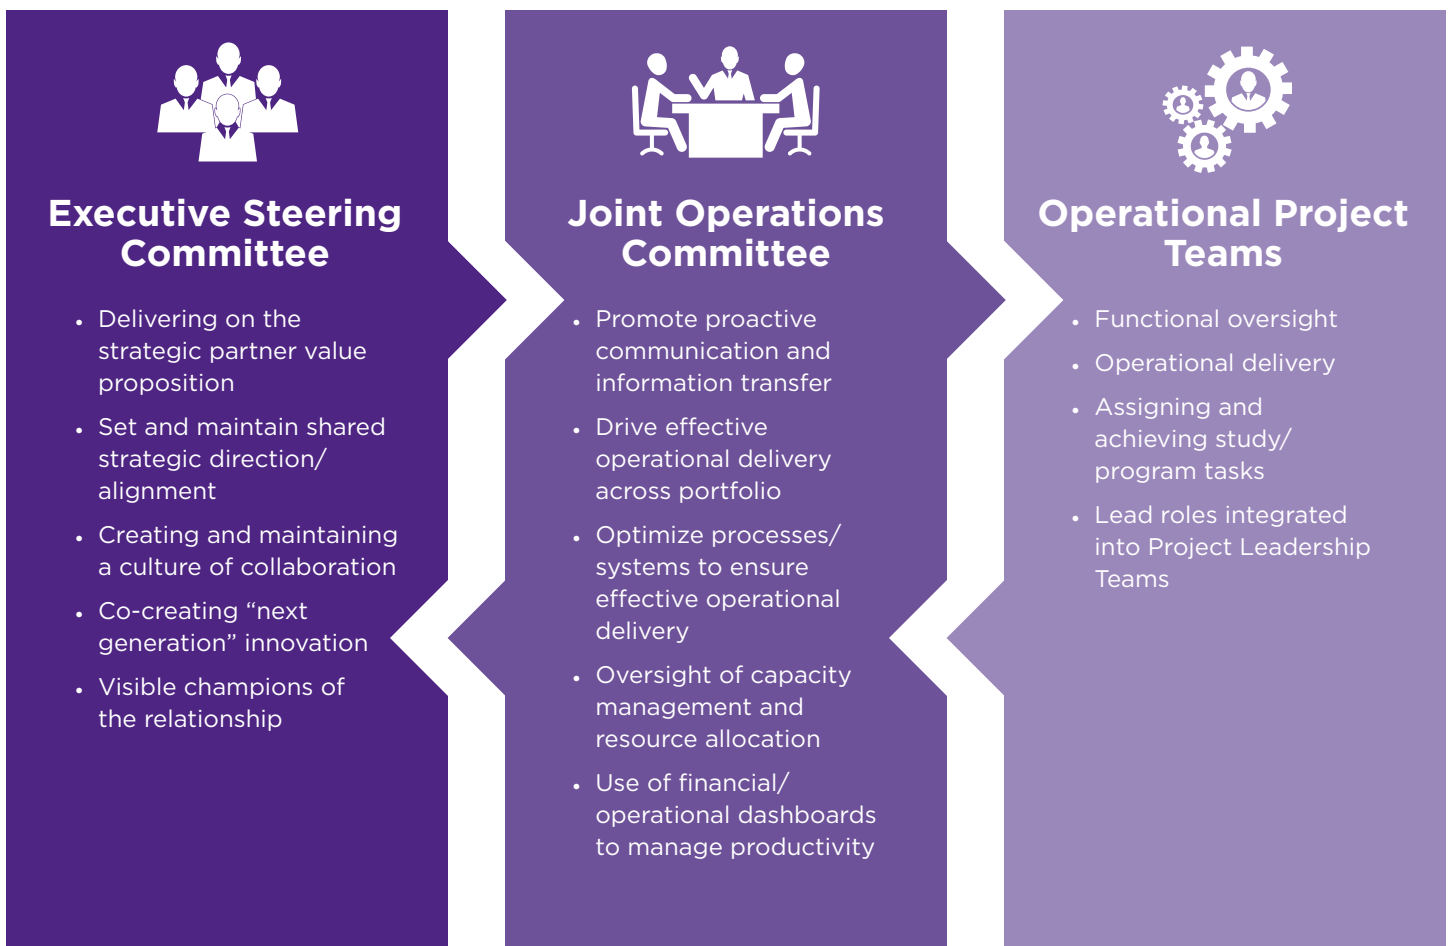 Executive Steering
Committee
• Delivering on the
strategic partner value
proposition
• Set and maintain shared
strategic direction/
alignment
• Creating and maintaining
a culture of collaboration
• Co-creating “next
generation” innovation
• Visible champions of
the relationship
Joint Operations
Committee
• Promote proactive
communication and
information transfer
• Drive effective
operational delivery
across portfolio
• Optimize processes/
systems to ensure
effective operational
delivery
• Oversight of capacity
management and
resource allocation
• Use of financial/
operational dashboards
to manage productivity
Operational Project
Teams
• Functional oversight
• Operational delivery
• Assigning and
achieving study/
program tasks
• Lead roles integrated
into Project Leadership
Teams